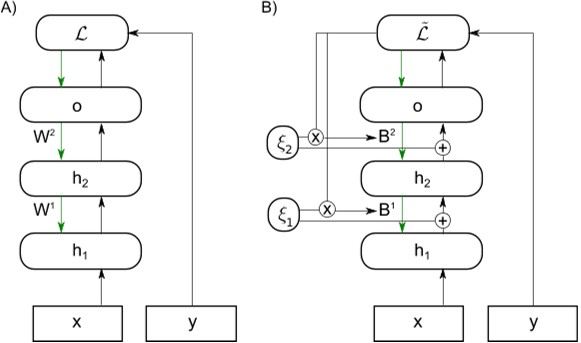 A)
ℒ
o
W²
h₂
W¹
h₁
x
y
B)
ℒ̃
o
ξ₂
x
B²
+
h₂
ξ₁
x
B¹
+
h₁
x
y